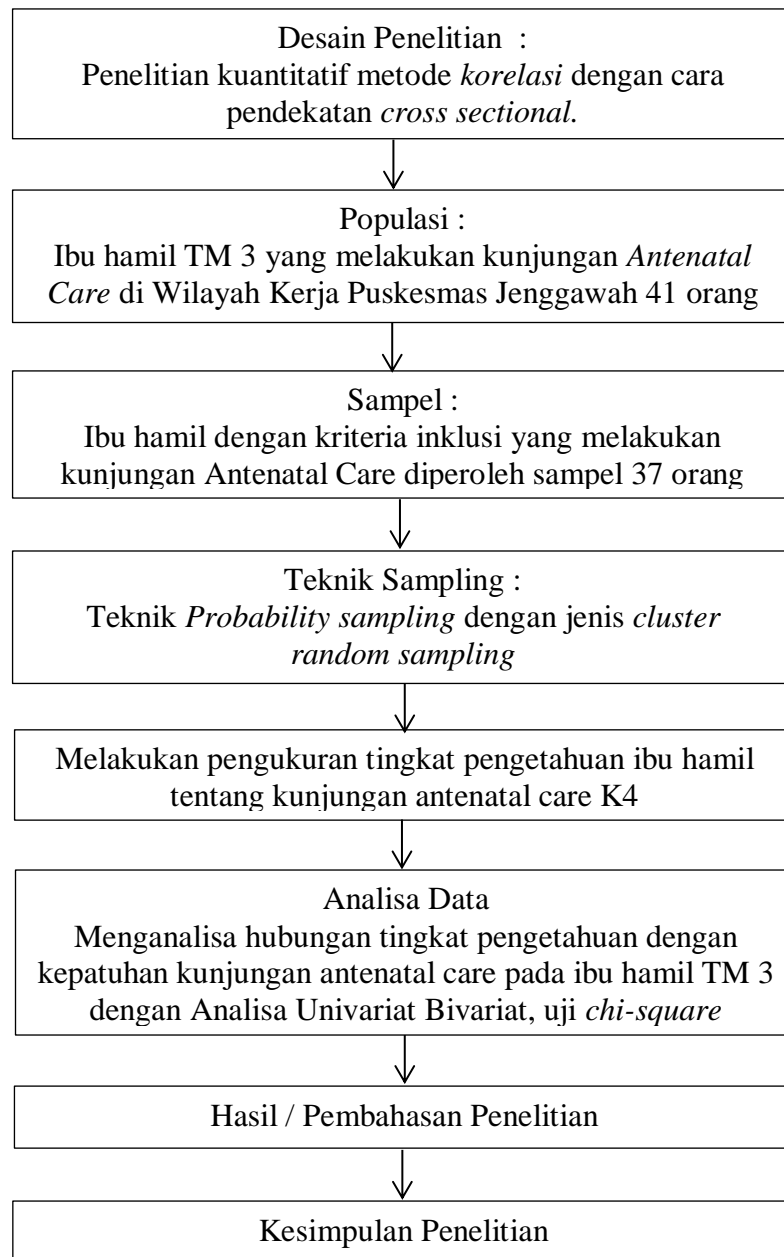 Desain Penelitian :
Penelitian kuantitatif metode korelasi dengan cara
pendekatan cross sectional.
Populasi :
Ibu hamil TM 3 yang melakukan kunjungan Antenatal
Care di Wilayah Kerja Puskesmas Jenggawah 41 orang
Sampel :
Ibu hamil dengan kriteria inklusi yang melakukan
kunjungan Antenatal Care diperoleh sampel 37 orang
Teknik Sampling :
Teknik Probability sampling dengan jenis cluster
random sampling
Melakukan pengukuran tingkat pengetahuan ibu hamil
tentang kunjungan antenatal care K4
Analisa Data
Menganalisa hubungan tingkat pengetahuan dengan
kepatuhan kunjungan antenatal care pada ibu hamil TM 3
dengan Analisa Univariat Bivariat, uji chi-square
Hasil / Pembahasan Penelitian
Kesimpulan Penelitian